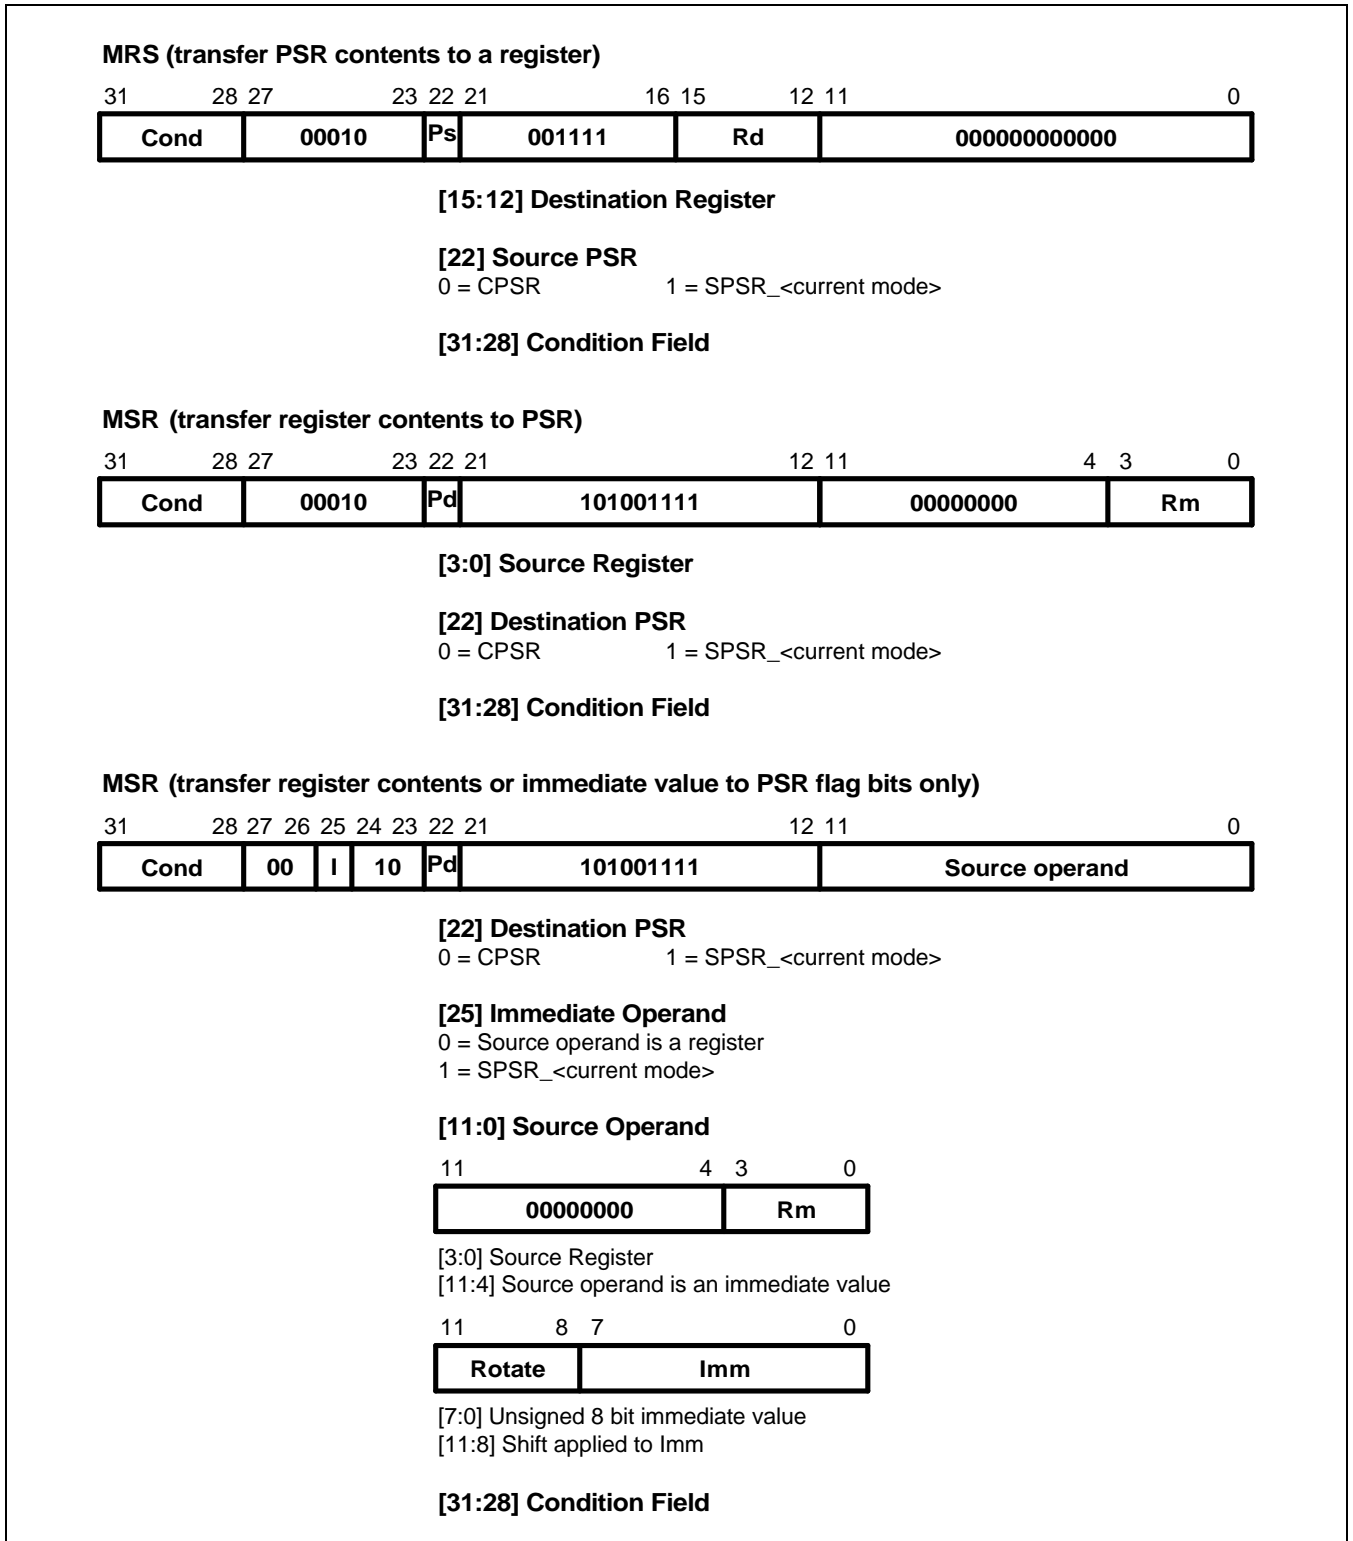 MRS (transfer PSR contents to a register)
31 28 27 23 22 21 16 15 12 11 0
Cond 00010 Ps 001111 Rd 000000000000
[15:12] Destination Register
[22] Source PSR
0 = CPSR 1 = SPSR_<current mode>
[31:28] Condition Field
MSR (transfer register contents to PSR)
31 28 27 23 22 21 12 11 4 3 0
Cond 00010 Pd 101001111 00000000 Rm
[3:0] Source Register
[22] Destination PSR
0 = CPSR 1 = SPSR_<current mode>
[31:28] Condition Field
MSR (transfer register contents or immediate value to PSR flag bits only)
31 28 27 26 25 24 23 22 21 12 11 0
Cond 00 I 10 Pd 101001111 Source operand
[22] Destination PSR
0 = CPSR 1 = SPSR_<current mode>
[25] Immediate Operand
0 = Source operand is a register
1 = SPSR_<current mode>
[11:0] Source Operand
11 4 3 0
00000000 Rm
[3:0] Source Register
[11:4] Source operand is an immediate value
11 8 7 0
Rotate Imm
[7:0] Unsigned 8 bit immediate value
[11:8] Shift applied to Imm
[31:28] Condition Field